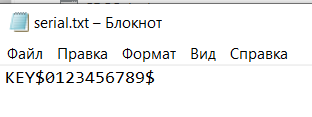 serial.txt – Блокнот
Файл Правка Формат Вид Справка
KEY$0123456789$